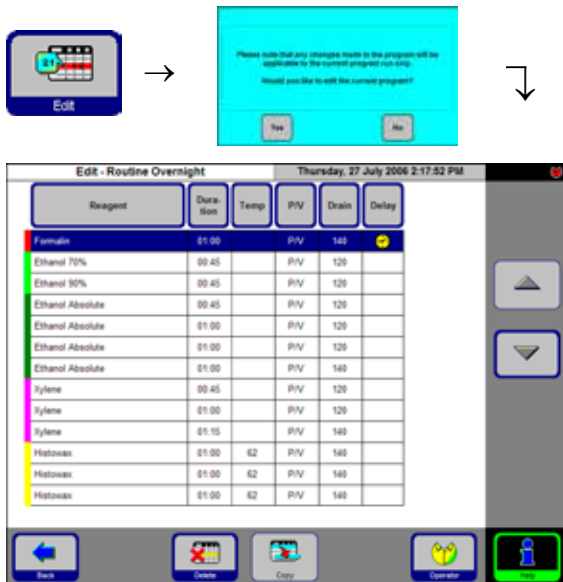 21
Edit
→
Please note that any changes made to the program will be
applicable to the current program run only.
Would you like to edit the current program?
Yes No
Edit - Routine Overnight Thursday, 27 July 2006 2:17:52 PM
Reagent Dura- tion Temp P/V Drain Delay
Formalin 01:00 P/V 140
Ethanol 70% 00:45 P/V 120
Ethanol 90% 00:45 P/V 120
Ethanol Absolute 00:45 P/V 120
Ethanol Absolute 01:00 P/V 120
Ethanol Absolute 01:00 P/V 140
Xylene 00:45 P/V 120
Xylene 01:00 P/V 120
Xylene 01:15 P/V 140
Histowax 01:00 62 P/V 140
Histowax 01:00 62 P/V 140
Histowax 01:00 62 P/V 140
Back Delete Copy Operator Help